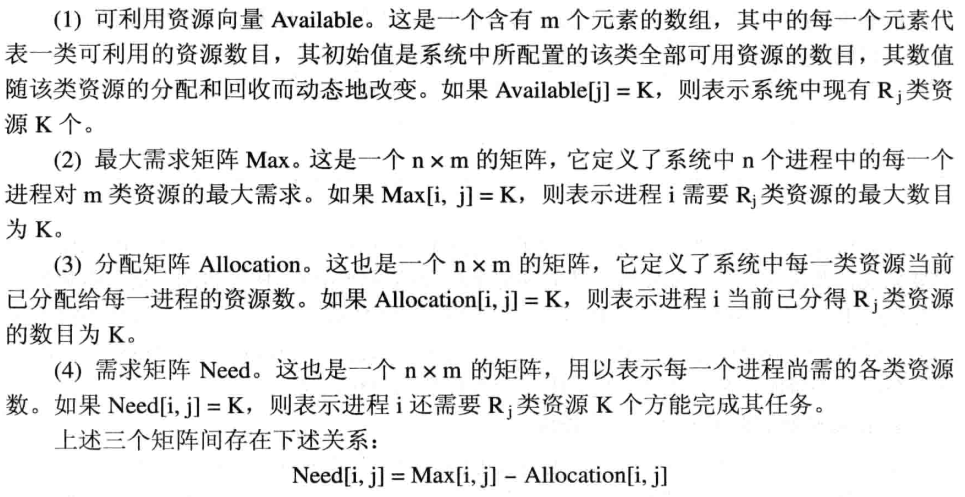 (1) 可利用资源向量 Available。这是一个含有 m 个元素的数组，其中的每一个元素代
表一类可利用的资源数目，其初始值是系统中所配置的该类全部可用资源的数目，其数值
随该类资源的分配和回收而动态地改变。如果 Available[j] = K，则表示系统中现有 Rj类资
源 K 个。
(2) 最大需求矩阵 Max。这是一个 n × m 的矩阵，它定义了系统中 n 个进程中的每一个
进程对 m 类资源的最大需求。如果 Max[i, j] = K，则表示进程 i 需要 Rj类资源的最大数目
为 K。
(3) 分配矩阵 Allocation。这也是一个 n × m 的矩阵，它定义了系统中每一类资源当前
已分配给每一进程的资源数。如果 Allocation[i, j] = K，则表示进程 i 当前已分得 Rj类资源
的数目为 K。
(4) 需求矩阵 Need。这也是一个 n × m 的矩阵，用以表示每一个进程尚需的各类资源
数。如果 Need[i, j] = K，则表示进程 i 还需要 Rj类资源 K 个方能完成其任务。
上述三个矩阵间存在下述关系：
Need[i, j] = Max[i, j] − Allocation[i, j]